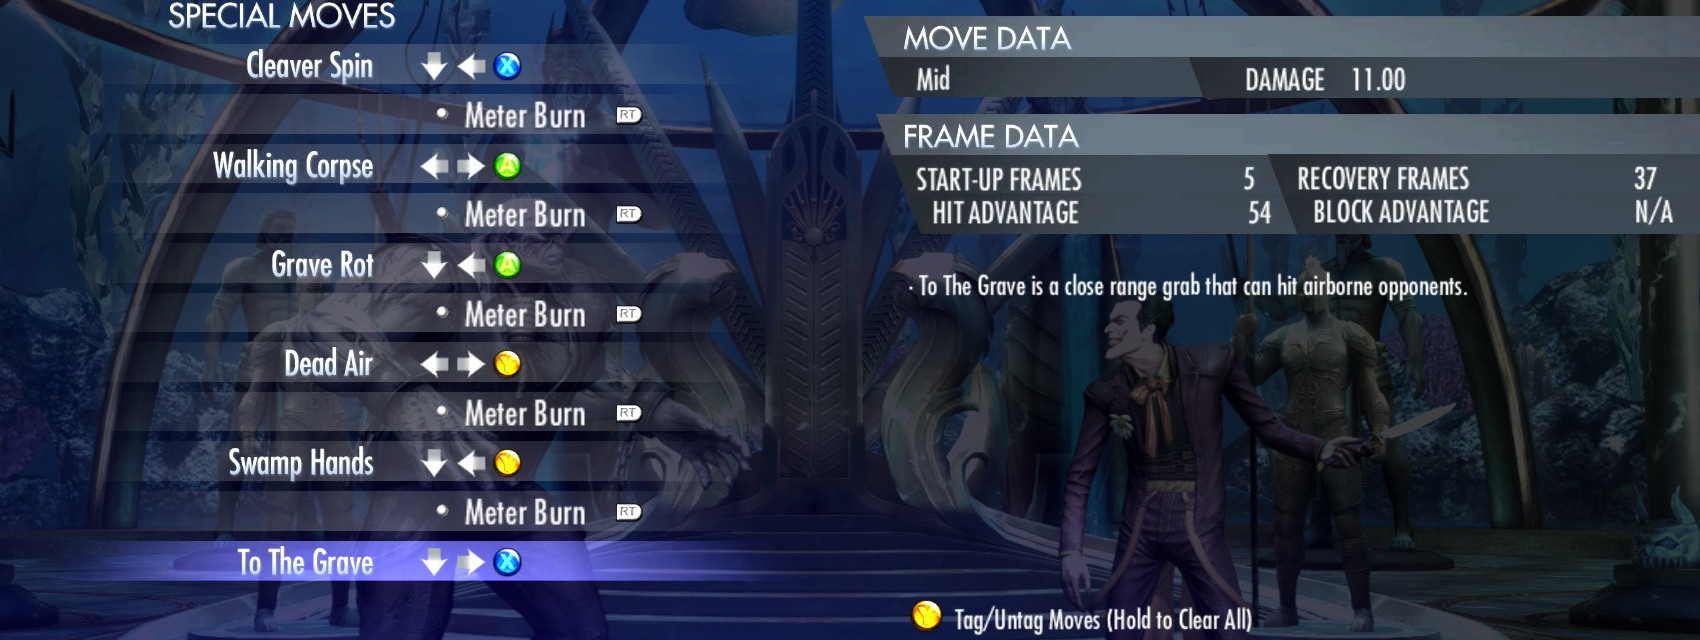 SPECIAL MOVES
Cleaver Spin X
Meter Burn RT
Walking Corpse A
Meter Burn RT
Grave Rot A
Meter Burn RT
Dead Air Y
Meter Burn RT
Swamp Hands Y
Meter Burn RT
To The Grave X
MOVE DATA
Mid DAMAGE 11.00
FRAME DATA
START-UP FRAMES 5 RECOVERY FRAMES 37
HIT ADVANTAGE 54 BLOCK ADVANTAGE N/A
· To The Grave is a close range grab that can hit airborne opponents.
Y Tag/Untag Moves (Hold to Clear All)